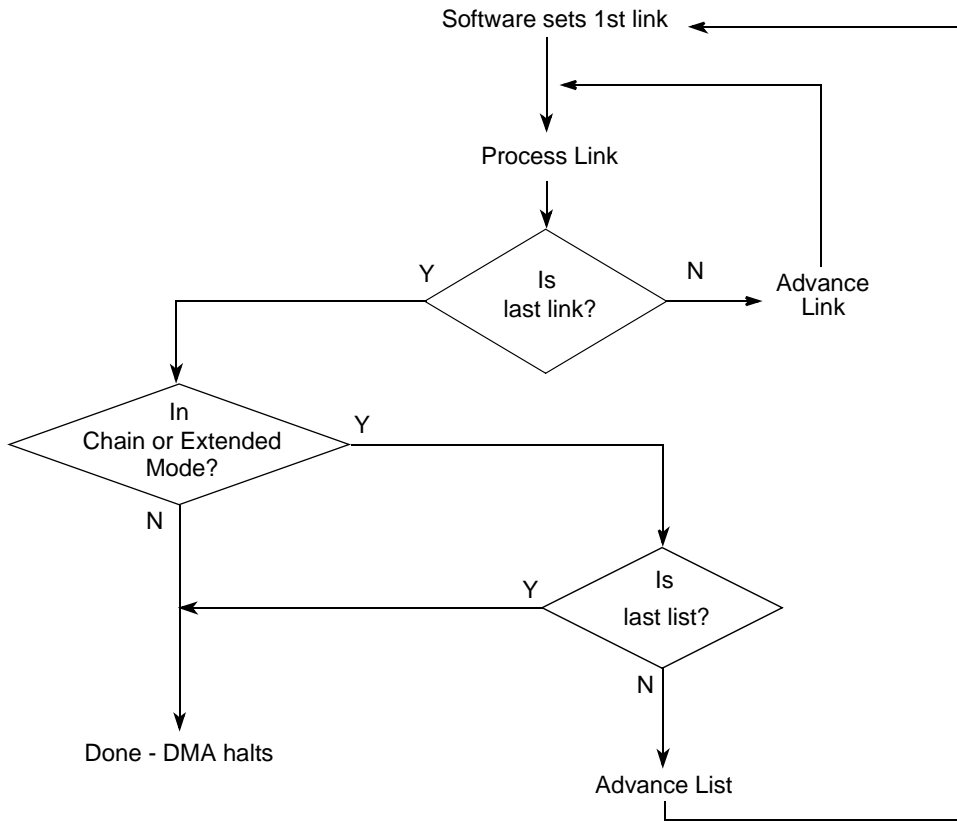 Software sets 1st link
Process Link
Y
Is
last link?
N
Advance
Link
In
Chain or Extended
Mode?
Y
N
Y
Is
last list?
N
Done - DMA halts
Advance List